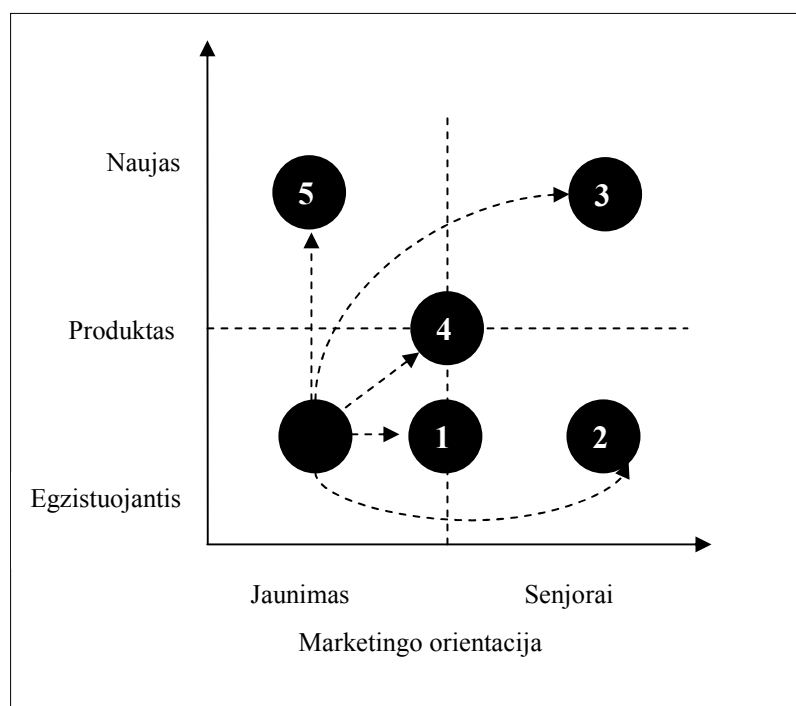 Naujas
5
3
Produktas
4
1
2
Egzistuojantis
Jaunimas
Senjorai
Marketingo orientacija